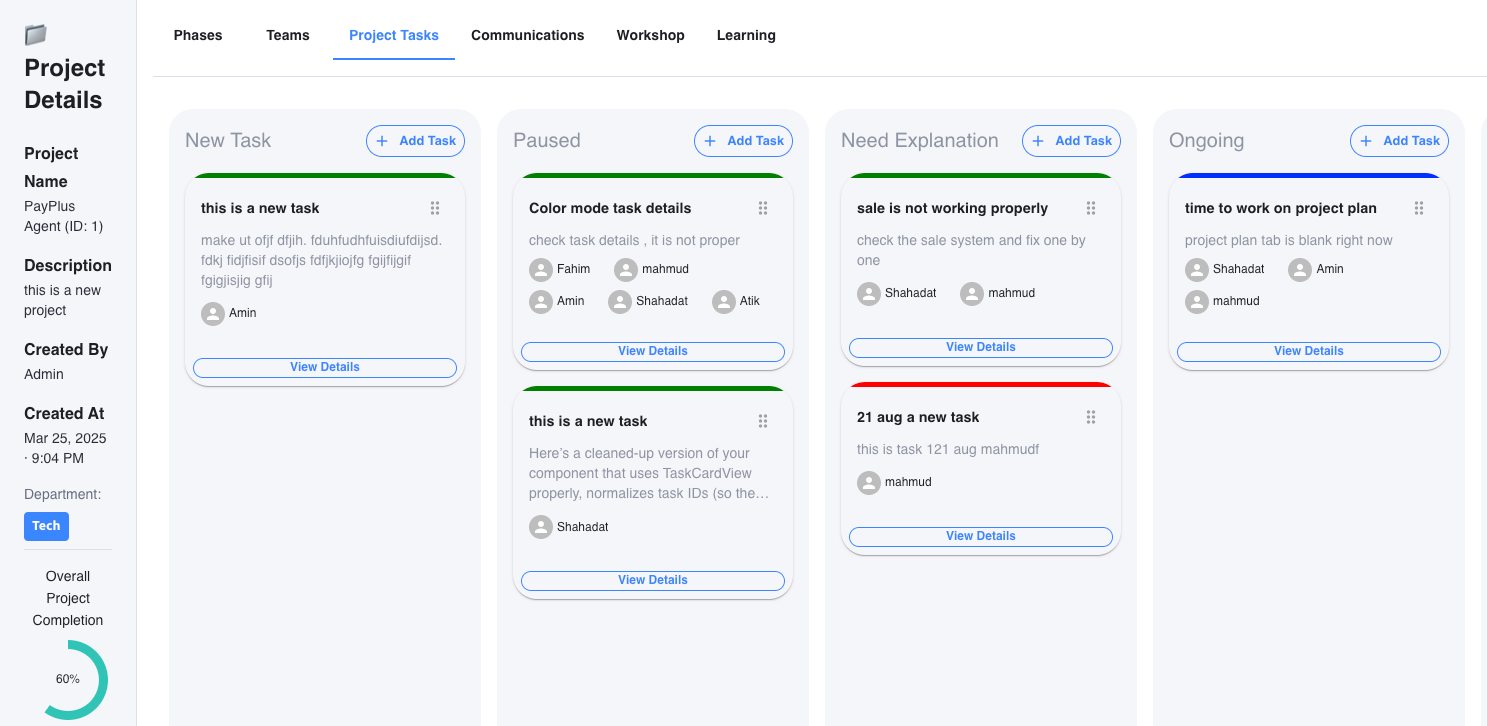 Project
Details
Project
Name
PayPlus
Agent (ID: 1)
Description
this is a new
project
Created By
Admin
Created At
Mar 25, 2025
· 9:04 PM
Department:
Tech
Overall
Project
Completion
60%
Phases Teams Project Tasks Communications Workshop Learning
New Task + Add Task
this is a new task
make ut ofjf dfjih. fduhfudhfuisdiufdijsd.
fdkj fidjfisif dsofjs fdfjkjiojfg fgijfijgif
fgigjisjig gfij
Amin
View Details
Paused + Add Task
Color mode task details
check task details , it is not proper
Fahim mahmud
Amin Shahadat Atik
View Details
this is a new task
Here’s a cleaned-up version of your
component that uses TaskCardView
properly, normalizes task IDs (so the…
Shahadat
View Details
Need Explanation + Add Task
sale is not working properly
check the sale system and fix one by
one
Shahadat mahmud
View Details
21 aug a new task
this is task 121 aug mahmudf
mahmud
View Details
Ongoing + Add Task
time to work on project plan
project plan tab is blank right now
Shahadat Amin
mahmud
View Details